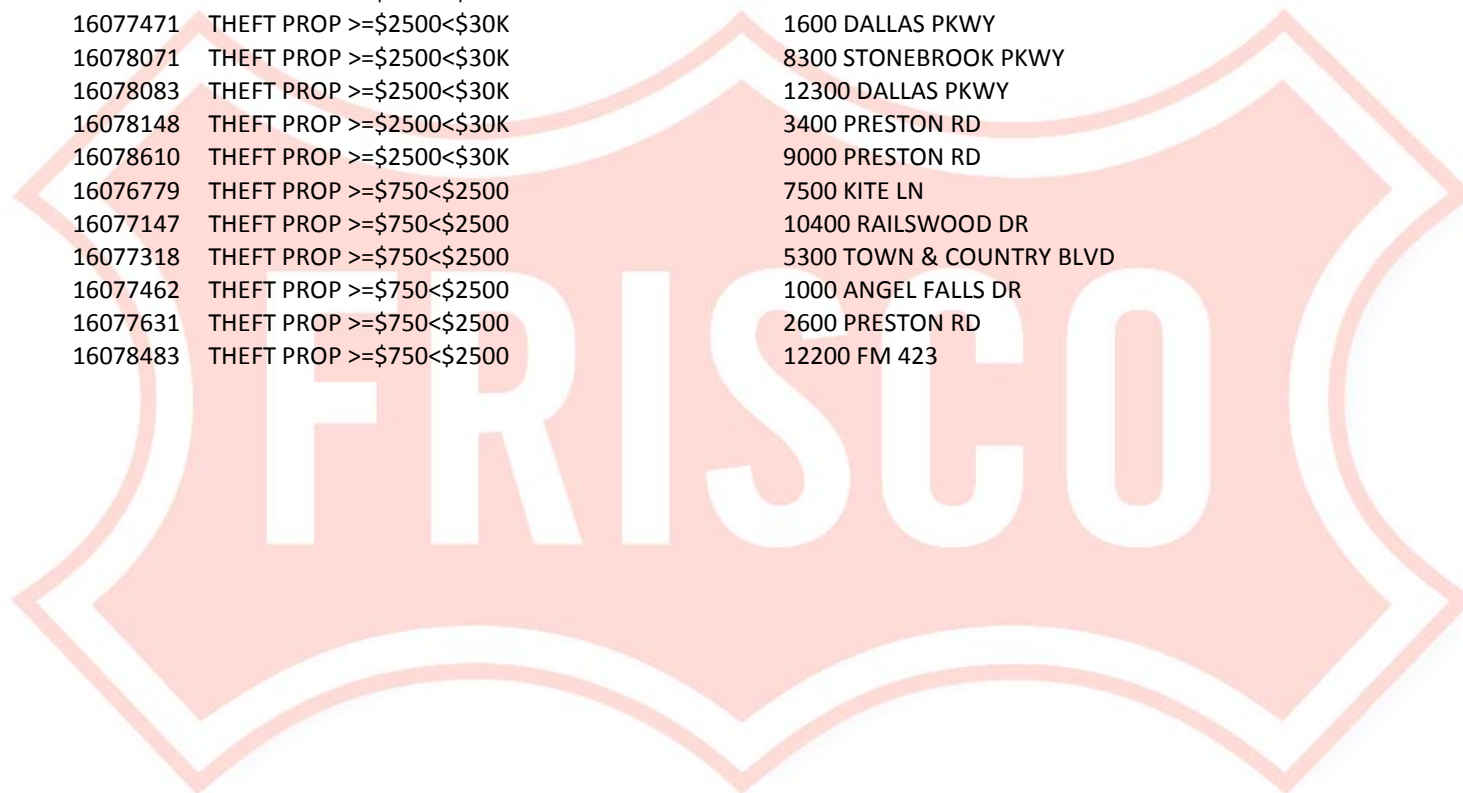 16077471 THEFT PROP >=$2500<$30K 1600 DALLAS PKWY
16078071 THEFT PROP >=$2500<$30K 8300 STONEBROOK PKWY
16078083 THEFT PROP >=$2500<$30K 12300 DALLAS PKWY
16078148 THEFT PROP >=$2500<$30K 3400 PRESTON RD
16078610 THEFT PROP >=$2500<$30K 9000 PRESTON RD
16076779 THEFT PROP >=$750<$2500 7500 KITE LN
16077147 THEFT PROP >=$750<$2500 10400 RAILSWOOD DR
16077318 THEFT PROP >=$750<$2500 5300 TOWN & COUNTRY BLVD
16077462 THEFT PROP >=$750<$2500 1000 ANGEL FALLS DR
16077631 THEFT PROP >=$750<$2500 2600 PRESTON RD
16078483 THEFT PROP >=$750<$2500 12200 FM 423
FRISCO